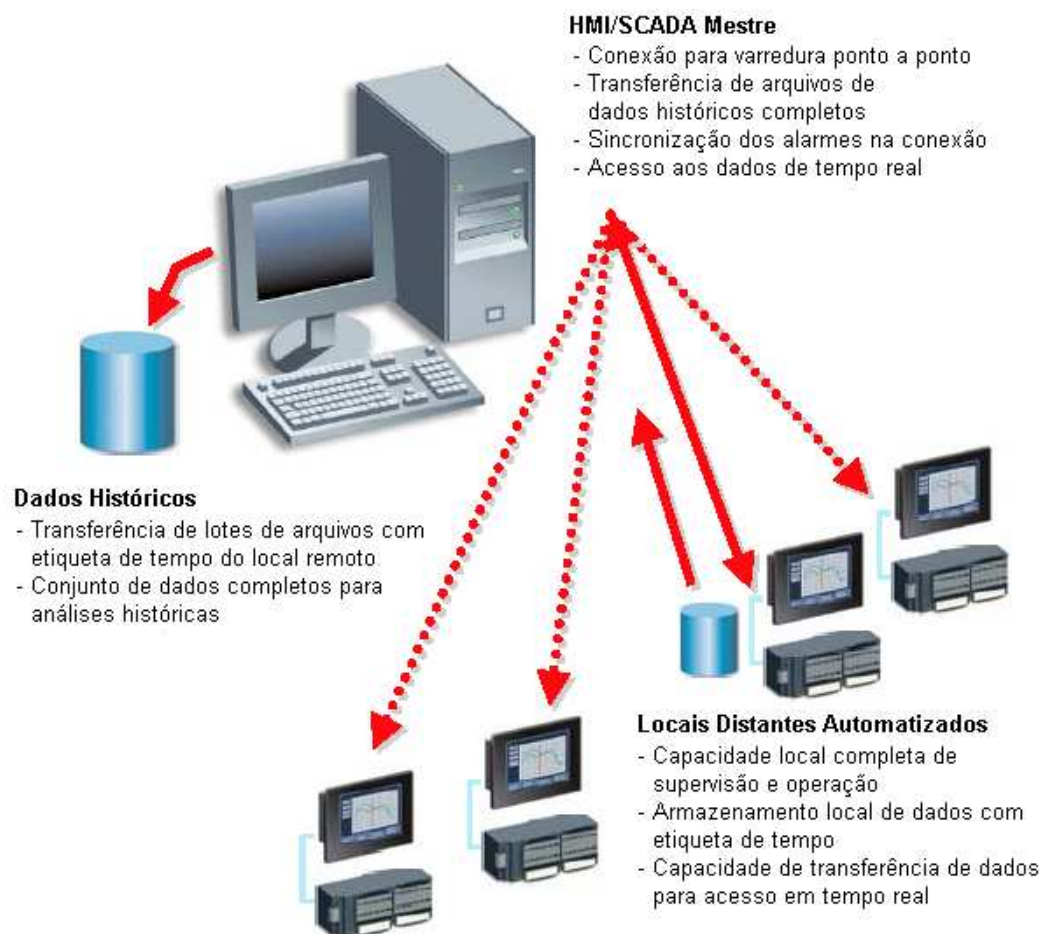 HMI/SCADA Mestre
- Conexão para varredura ponto a ponto
- Transferência de arquivos de
dados históricos completos
- Sincronização dos alarmes na conexão
- Acesso aos dados de tempo real
Dados Históricos
- Transferência de lotes de arquivos com
etiqueta de tempo do local remoto
- Conjunto de dados completos para
análises históricas
Locais Distantes Automatizados
- Capacidade local completa de
supervisão e operação
- Armazenamento local de dados com
etiqueta de tempo
- Capacidade de transferência de dados
para acesso em tempo real